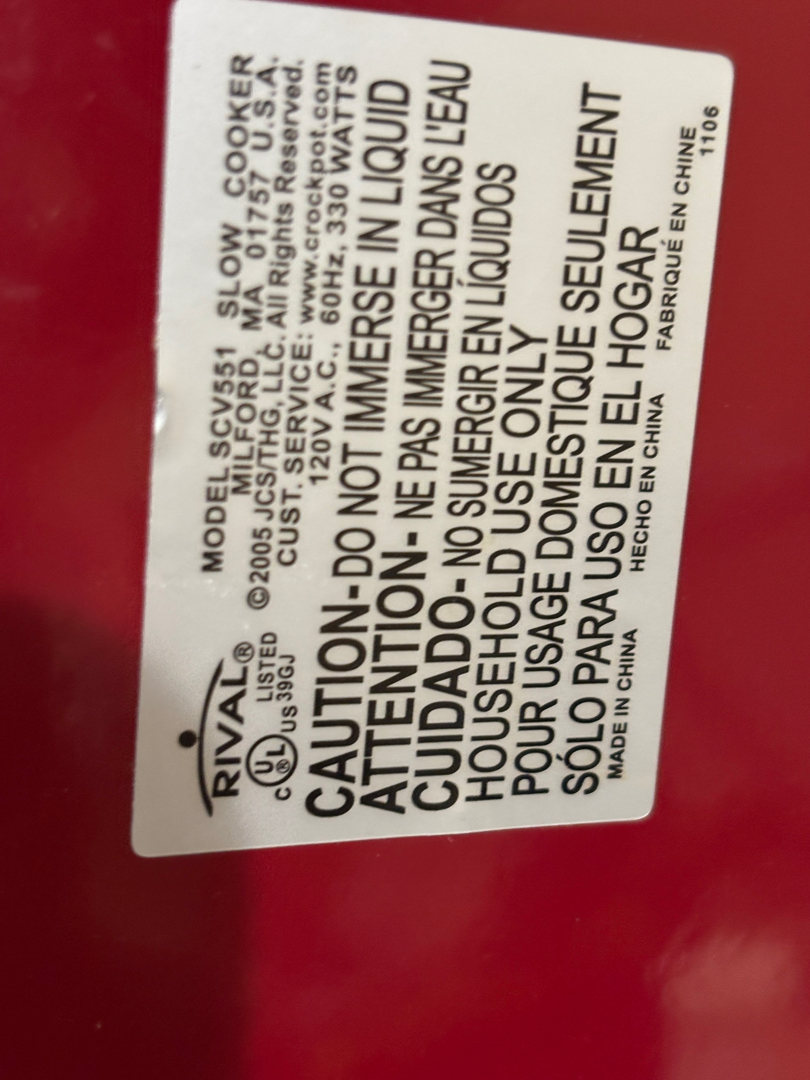 RIVAL®
C UL® US LISTED
39GJ
MODEL SCV551 SLOW COOKER
MILFORD, MA 01757 U.S.A.
©2005 JCS/THG, LLC. All Rights Reserved.
CUST. SERVICE: www.crockpot.com
120V A.C., 60Hz, 330 WATTS
CAUTION-DO NOT IMMERSE IN LIQUID
ATTENTION- NE PAS IMMERGER DANS L'EAU
CUIDADO- NO SUMERGIR EN LÍQUIDOS
HOUSEHOLD USE ONLY
POUR USAGE DOMESTIQUE SEULEMENT
SÓLO PARA USO EN EL HOGAR
MADE IN CHINA HECHO EN CHINA FABRIQUÉ EN CHINE
1106